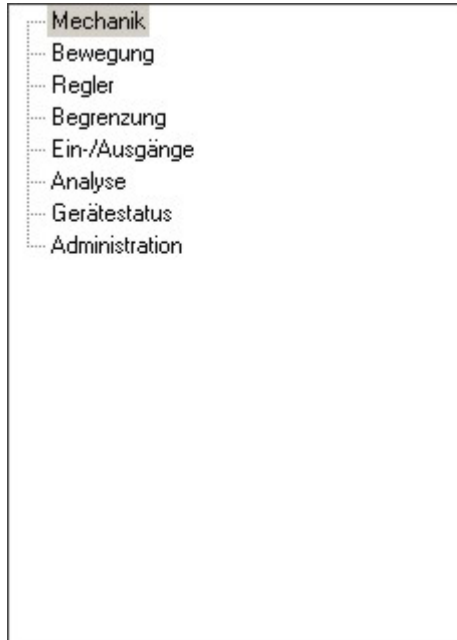 Mechanik
Bewegung
Regler
Begrenzung
Ein-/Ausgänge
Analyse
Gerätestatus
Administration